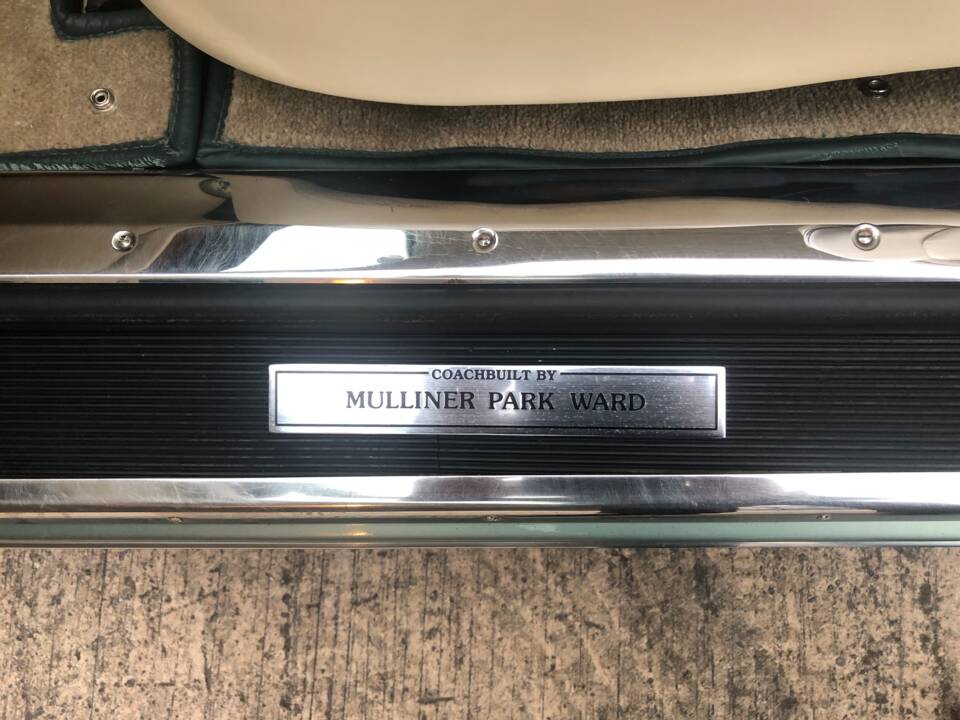 COACHBUILT BY
MULLINER PARK WARD